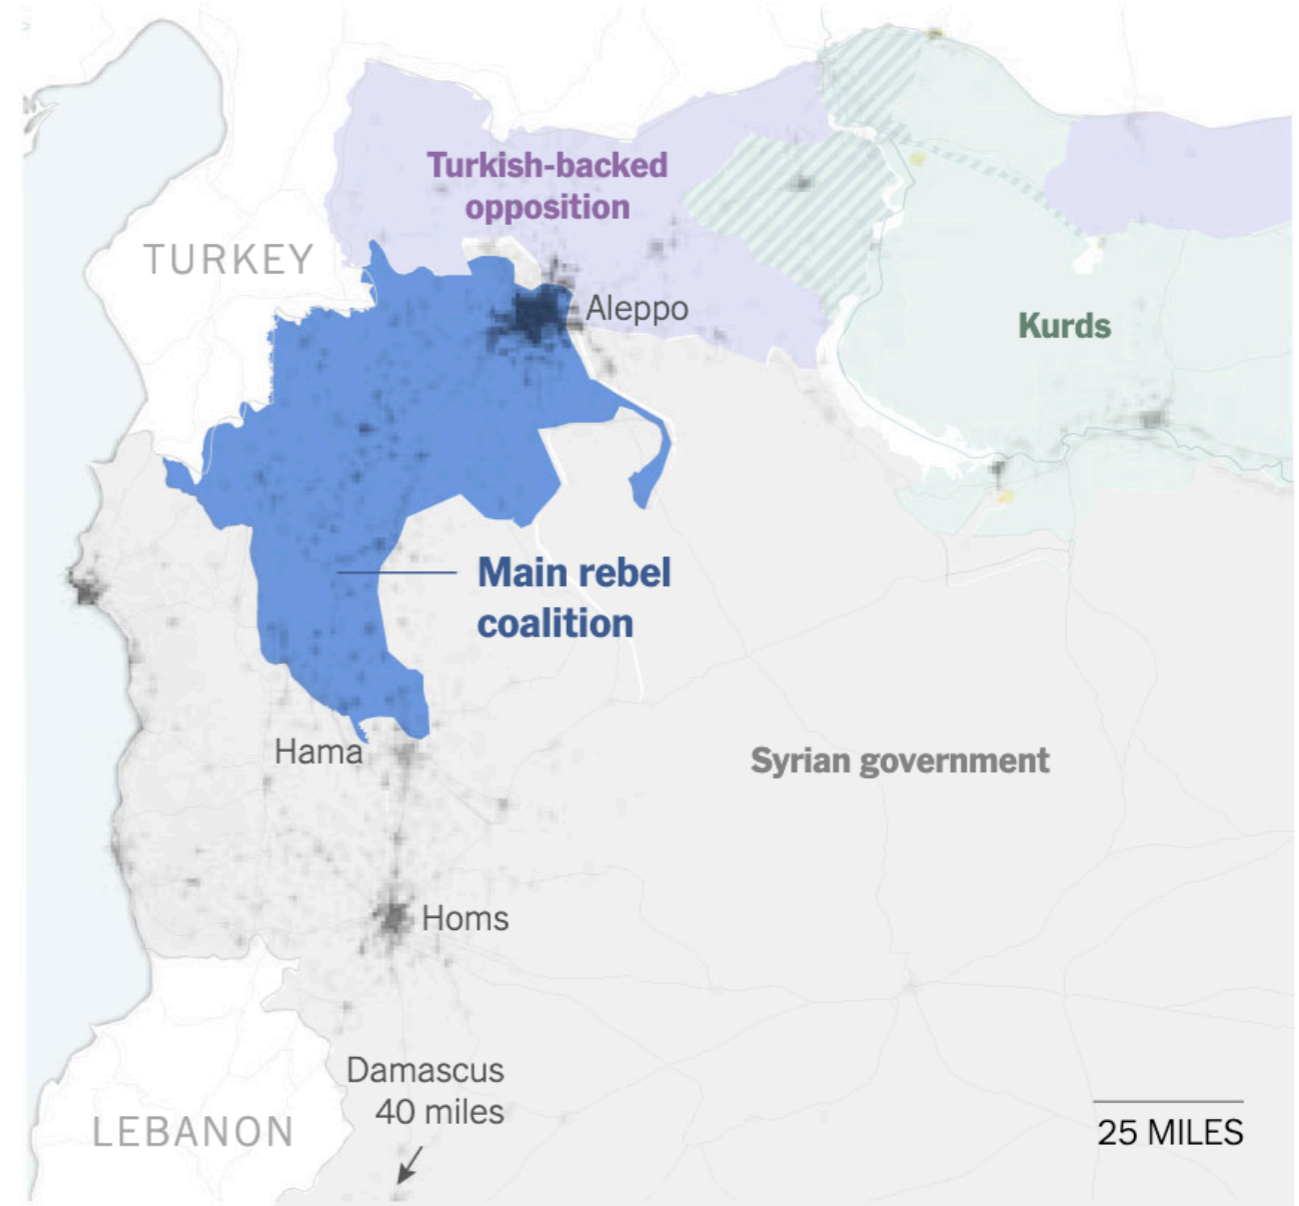 Turkish-backed
opposition
TURKEY
Aleppo
Kurds
Main rebel
coalition
Hama
Syrian government
Homs
Damascus
40 miles
LEBANON
25 MILES